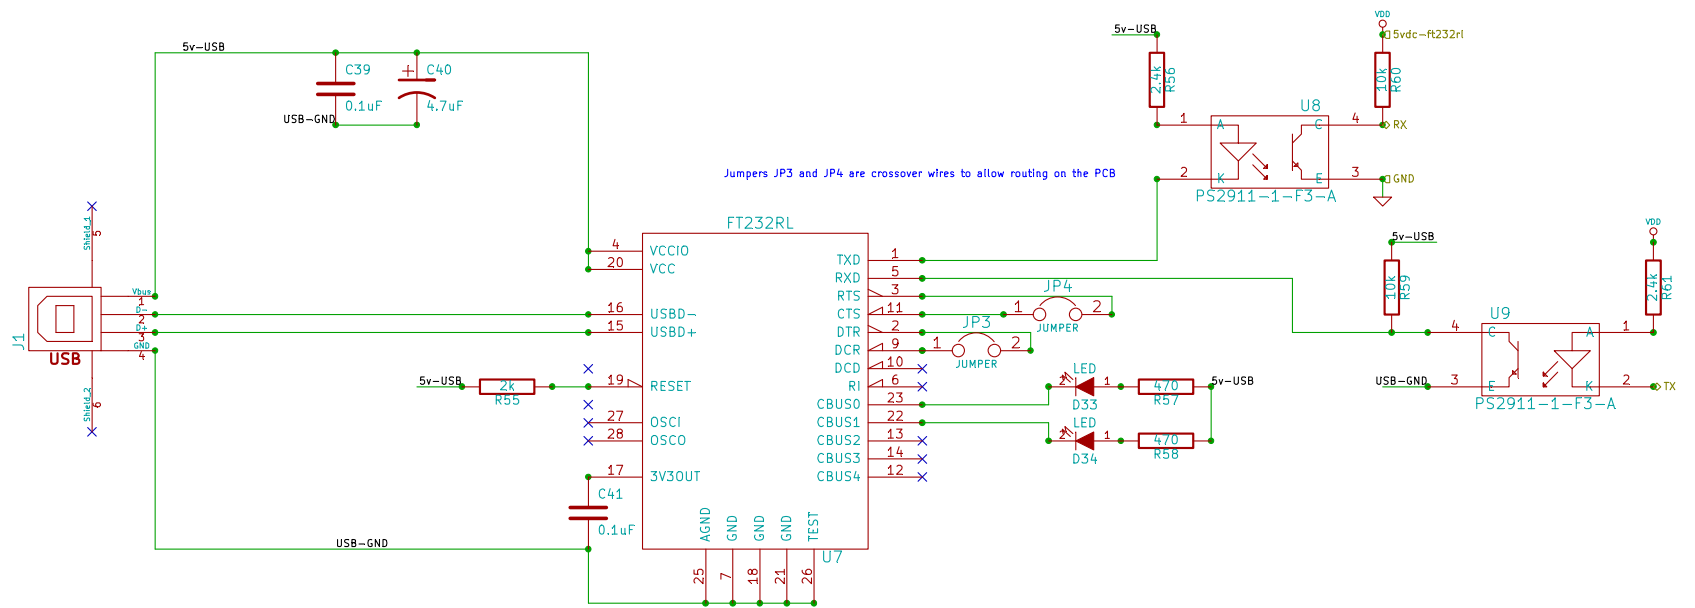 5v-USB
C39
0.1uF
C40
4.7uF
USB-GND
5v-USB
2.4k
R56
VDD
5vdc-ft232rl
10k
R60
U8
1
A
C
4
RX
2
K
E
3
GND
PS2911-1-F3-A
Jumpers JP3 and JP4 are crossover wires to allow routing on the PCB
Shield_1
5
J1
USB
Vbus
1
D-
2
D+
3
GND
4
Shield_2
6
FT232RL
4
VCCIO
20
VCC
16
USBD-
15
USBD+
19
RESET
27
OSCI
28
OSCO
17
3V3OUT
TXD
1
RXD
5
RTS
3
CTS
11
DTR
2
DCR
9
DCD
10
RI
6
CBUS0
23
CBUS1
22
CBUS2
13
CBUS3
14
CBUS4
12
AGND
25
GND
7
GND
18
GND
21
TEST
26
U7
5v-USB
2k
R55
C41
0.1uF
USB-GND
JP4
1
2
JUMPER
JP3
1
2
JUMPER
LED
2
1
D33
470
R57
5v-USB
LED
2
1
D34
470
R58
5v-USB
10k
R59
VDD
2.4k
R61
U9
4
C
A
1
USB-GND
3
E
K
2
TX
PS2911-1-F3-A